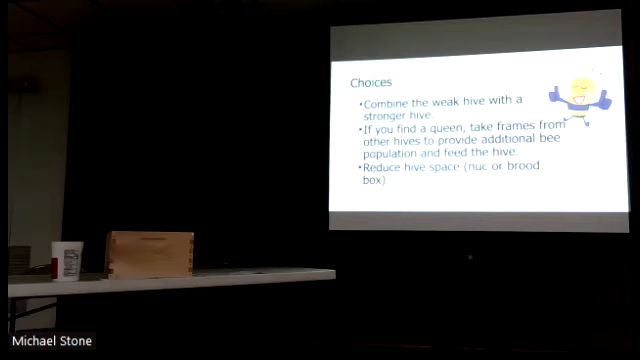 Choices
•Combine the weak hive with a
stronger hive
•If you find a queen, take frames from
other hives to provide additional bee
population and feed the hive.
•Reduce hive space (nuc or brood
box)
Michael Stone